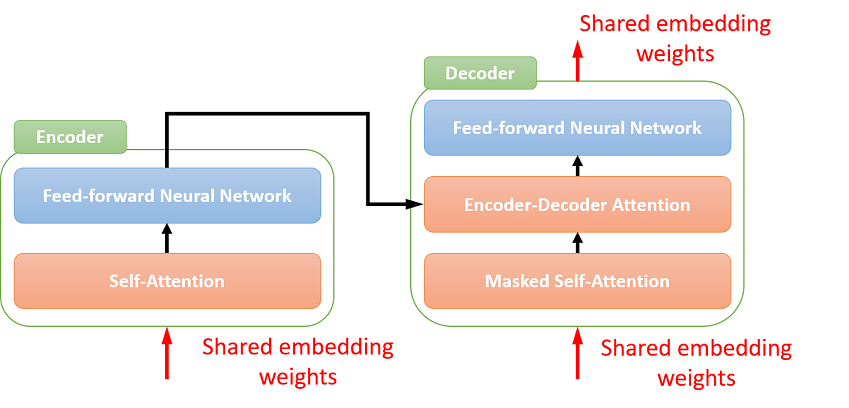 Shared embedding
weights
Decoder
Feed-forward Neural Network
Encoder
Feed-forward Neural Network
Encoder-Decoder Attention
Self-Attention
Masked Self-Attention
Shared embedding
weights
Shared embedding
weights